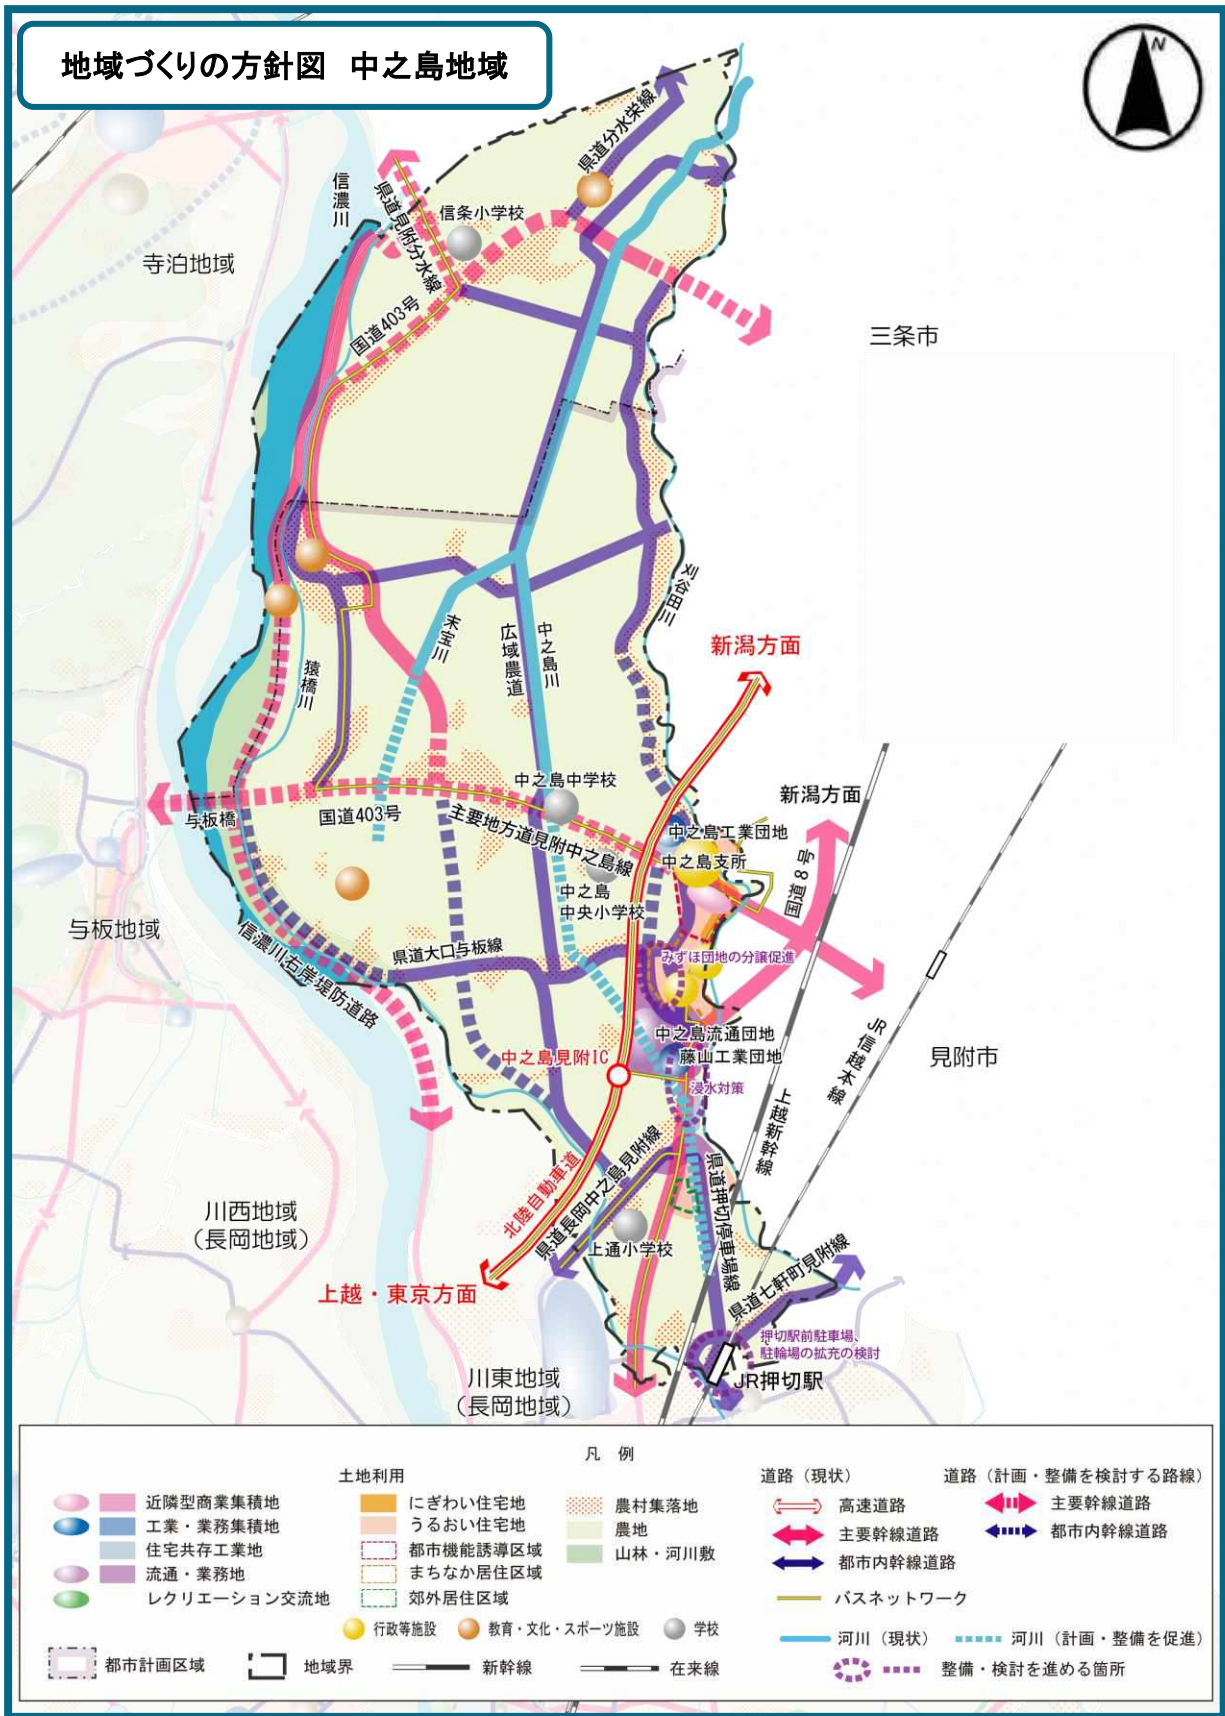 地域づくりの方針図　中之島地域
N
信濃川
県道分水栄線
県道見附分水線
信条小学校
寺泊地域
国道403号
三条市
刈谷田川
末宝川
広域農道
中之島川
猿橋川
新潟方面
新潟方面
中之島中学校
与板橋
国道403号
主要地方道見附中之島線
中之島工業団地
中之島支所
国道８号
中之島
中央小学校
与板地域
信濃川右岸堤防道路
県道大口与板線
みずほ団地の分譲促進
中之島流通団地
藤山工業団地
中之島見附IC
浸水対策
JR信越本線
見附市
上越新幹線
北陸自動車道
県道長岡中之島見附線
県道押切停車場線
川西地域
（長岡地域）
上通小学校
県道七軒町見附線
上越・東京方面
押切駅前駐車場、
駐輪場の拡充の検討
JR押切駅
川東地域
（長岡地域）
凡　例
土地利用
近隣型商業集積地
工業・業務集積地
住宅共存工業地
流通・業務地
レクリエーション交流地
にぎわい住宅地
うるおい住宅地
都市機能誘導区域
まちなか居住区域
郊外居住区域
農村集落地
農地
山林・河川敷
行政等施設
教育・文化・スポーツ施設
学校
都市計画区域
地域界
新幹線
在来線
道路（現状）
高速道路
主要幹線道路
都市内幹線道路
道路（計画・整備を検討する路線）
主要幹線道路
都市内幹線道路
バスネットワーク
河川（現状）
河川（計画・整備を促進）
整備・検討を進める箇所